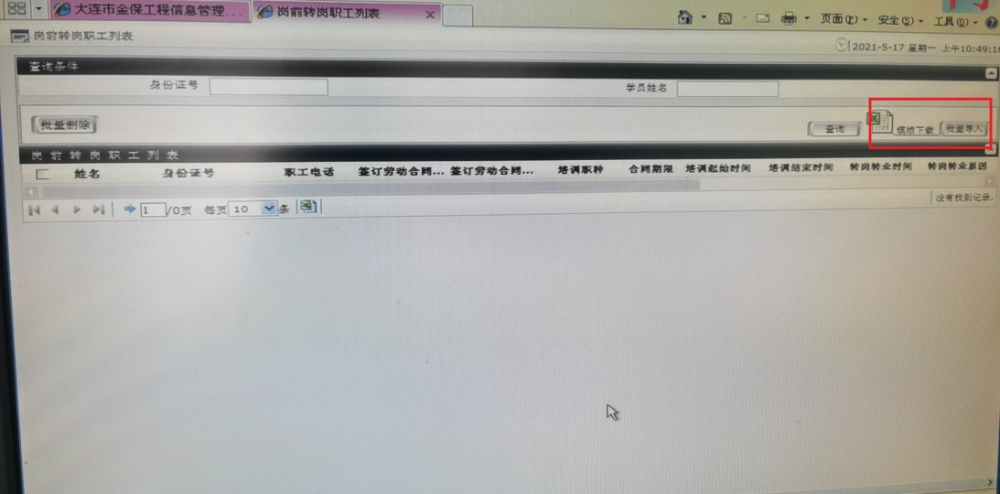 大连市金保工程信息管理... 岗前转岗职工列表
页面(P) 安全(S) 工具(O)
岗前转岗职工列表 2021-5-17 星期一 上午10:49:16
查询条件
身份证号 学员姓名
批量删除 查询 模版下载 批量导入
岗前转岗职工列表
姓名 身份证号 职工电话 签订劳动合同... 签订劳动合同... 培训职种 合同期限 培训起始时间 培训结束时间 转岗转业时间 转岗转业原因
1 /0页 每页 10 条 没有找到记录.